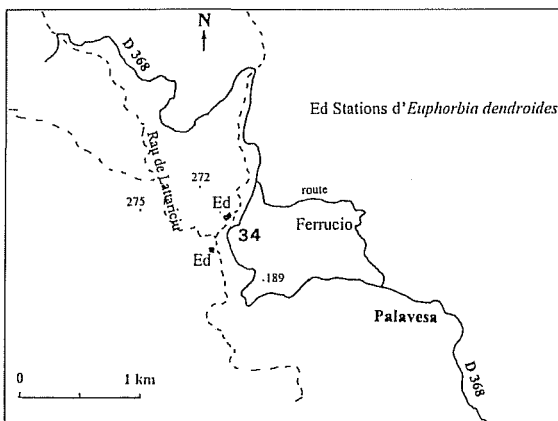 N
D 368
Ed Stations d'Euphorbia dendroides
Rau de Lattariciu
272
275
Ed
34
Ed
route
Ferrucio
.189
Palavesa
0 1 km
D 368